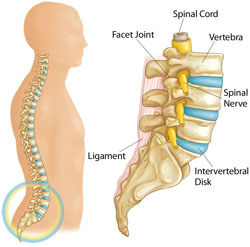 Spinal Cord
Facet Joint
Vertebra
Spinal
Nerve
Ligament
Intervertebral
Disk